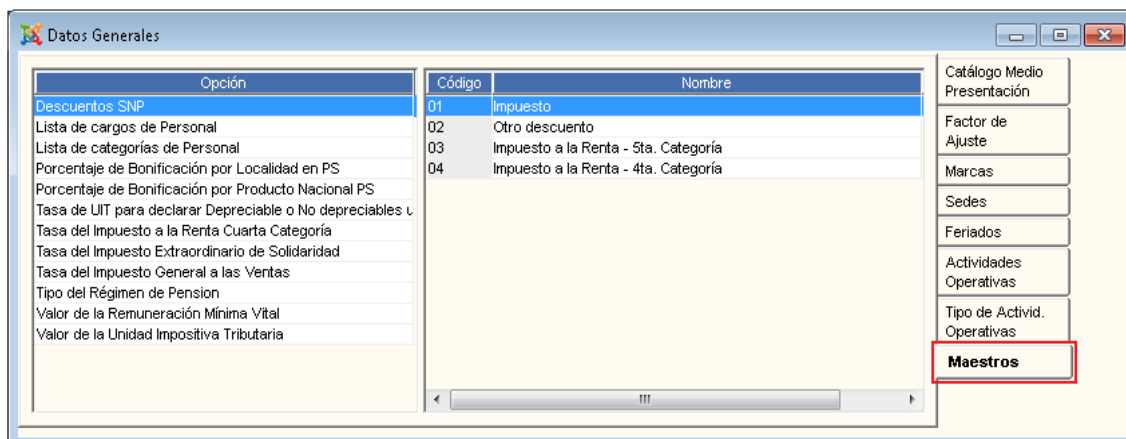 Datos Generales
Opción
Descuentos SNP
Lista de cargos de Personal
Lista de categorías de Personal
Porcentaje de Bonificación por Localidad en PS
Porcentaje de Bonificación por Producto Nacional PS
Tasa de UIT para declarar Depreciable o No depreciables u
Tasa del Impuesto a la Renta Cuarta Categoría
Tasa del Impuesto Extraordinario de Solidaridad
Tasa del Impuesto General a las Ventas
Tipo del Régimen de Pension
Valor de la Remuneración Mínima Vital
Valor de la Unidad Impositiva Tributaria
Código Nombre
01 Impuesto
02 Otro descuento
03 Impuesto a la Renta - 5ta. Categoría
04 Impuesto a la Renta - 4ta. Categoría
Catálogo Medio
Presentación
Factor de
Ajuste
Marcas
Sedes
Feriados
Actividades
Operativas
Tipo de Activid.
Operativas
Maestros